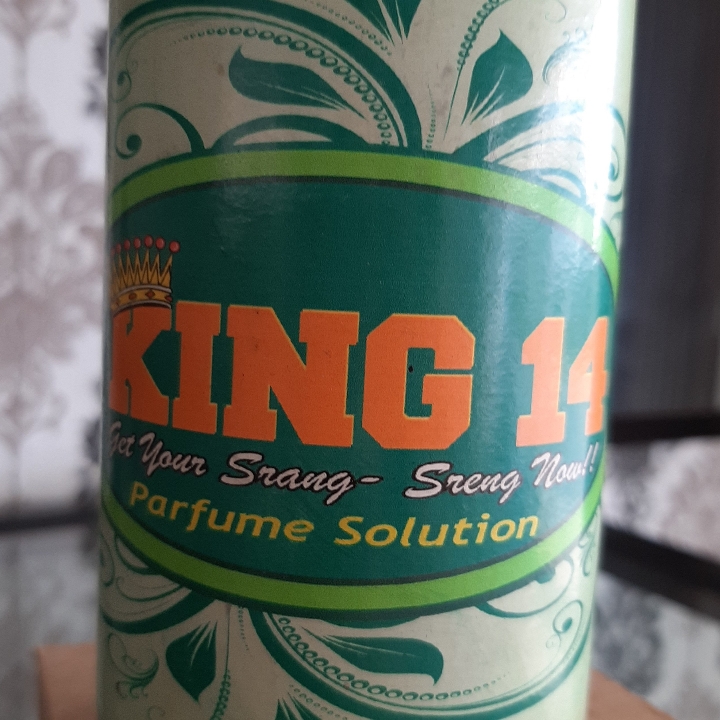 KING 14
Get Your Srang- Sreng Now!!
Parfume Solution